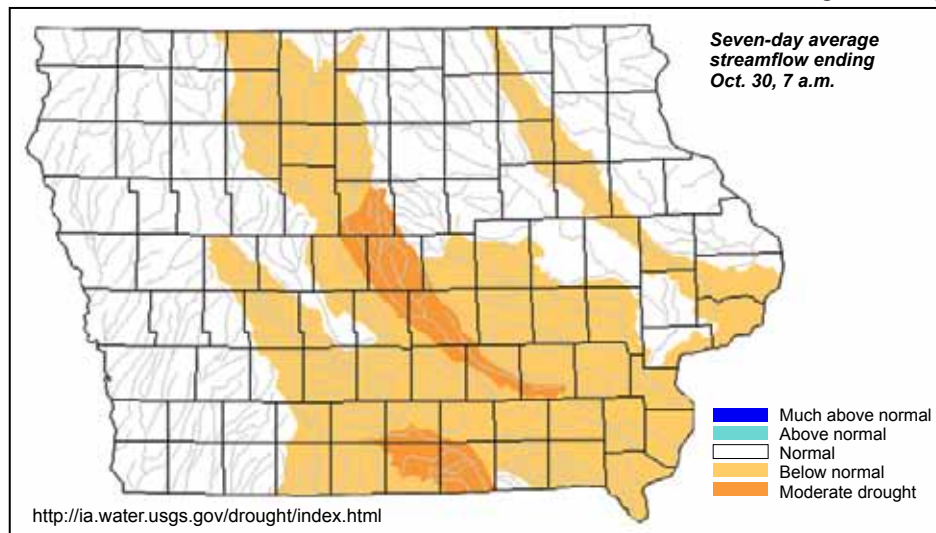 Seven-day average
streamflow ending
Oct. 30, 7 a.m.
Much above normal
Above normal
Normal
Below normal
Moderate drought
http://ia.water.usgs.gov/drought/index.html